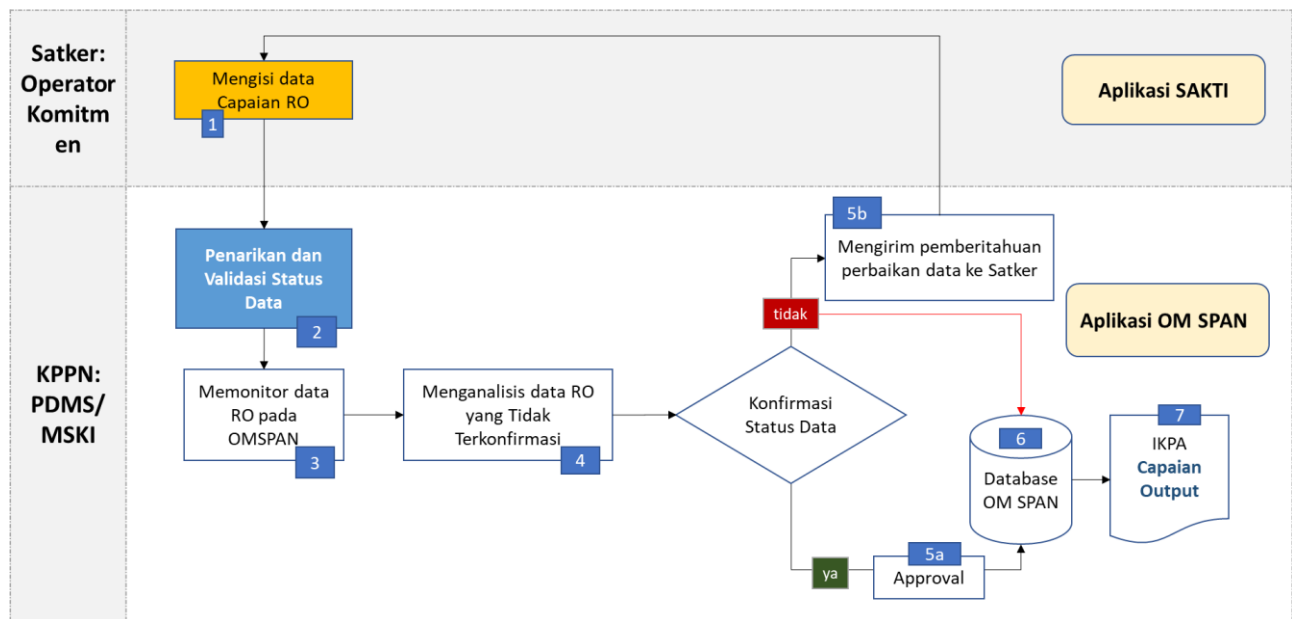 Satker:
Operator
Komitm
en
Mengisi data
Capaian RO
1
Aplikasi SAKTI
KPPN:
PDMS/
MSKI
Penarikan dan
Validasi Status
Data
2
Memonitor data
RO pada
OMSPAN
3
Menganalisis data RO
yang Tidak
Terkonfirmasi
4
Konfirmasi
Status Data
tidak
5b
Mengirim pemberitahuan
perbaikan data ke Satker
Aplikasi OM SPAN
ya
5a
Approval
6
Database
OM SPAN
7
IKPA
Capaian
Output